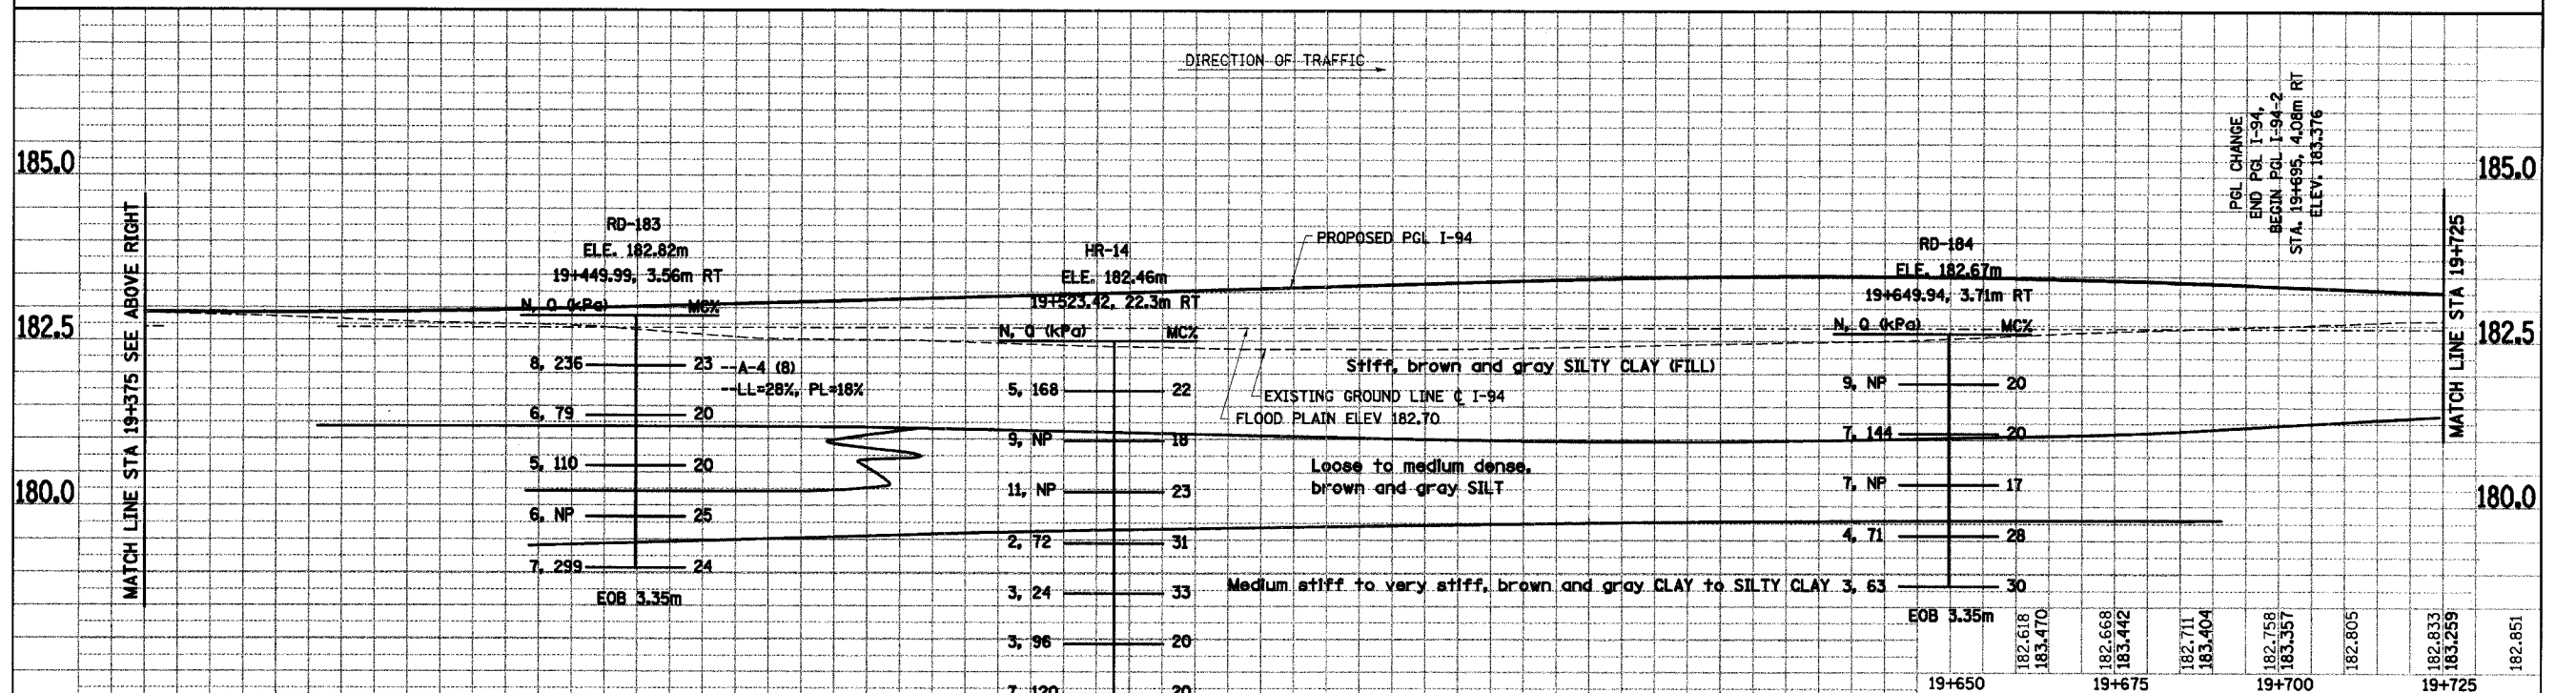 DIRECTION OF TRAFFIC
PGL CHANGE
END PGL I-94,
BEGIN PGL I-94-2
STA. 19+695, 4.08m RT
ELEV. 183.376
185.0
185.0
182.5
182.5
180.0
180.0
MATCH LINE STA 19+375 SEE ABOVE RIGHT
MATCH LINE STA 19+725
RD-183
ELE. 182.82m
19+449.99, 3.56m RT
N, Q (kPa) MC%
8, 236 23 --A-4 (8)
--LL=28%, PL=18%
6, 79 20
5, 110 20
6, NP 25
7, 299 24
EOB 3.35m
HR-14
ELE. 182.46m
19+523.42, 22.3m RT
N, Q (kPa) MC%
5, 168 22
9, NP 18
11, NP 23
2, 72 31
3, 24 33
3, 96 20
7, 120 20
PROPOSED PGL I-94
Stiff, brown and gray SILTY CLAY (FILL)
EXISTING GROUND LINE ℄ I-94
FLOOD PLAIN ELEV 182.70
Loose to medium dense,
brown and gray SILT
Medium stiff to very stiff, brown and gray CLAY to SILTY CLAY
RD-184
ELE. 182.67m
19+649.94, 3.71m RT
N, Q (kPa) MC%
9, NP 20
7, 144 20
7, NP 17
4, 71 28
3, 63 30
EOB 3.35m
182.618
183.470
182.668
183.442
182.711
183.404
182.758
183.357
182.805
182.833
183.259
182.851
19+650
19+675
19+700
19+725